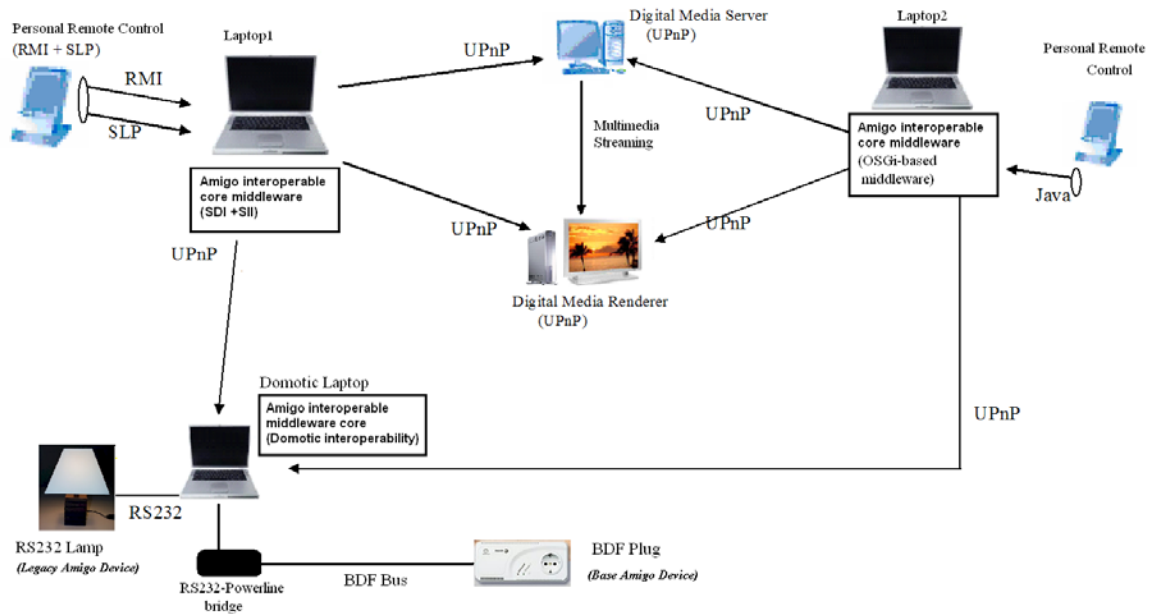 Personal Remote Control
(RMI + SLP)
Laptop1
Digital Media Server
(UPnP)
Laptop2
Personal Remote
Control
RMI
SLP
UPnP
UPnP
Multimedia
Streaming
Amigo interoperable
core middleware
(OSGi-based
middleware)
Java
Amigo interoperable
core middleware
(SDI +SII)
UPnP
UPnP
UPnP
Digital Media Renderer
(UPnP)
Domotic Laptop
Amigo interoperable
middleware core
(Domotic interoperability)
UPnP
RS232
RS232 Lamp
(Legacy Amigo Device)
RS232-Powerline
bridge
BDF Bus
BDF Plug
(Base Amigo Device)